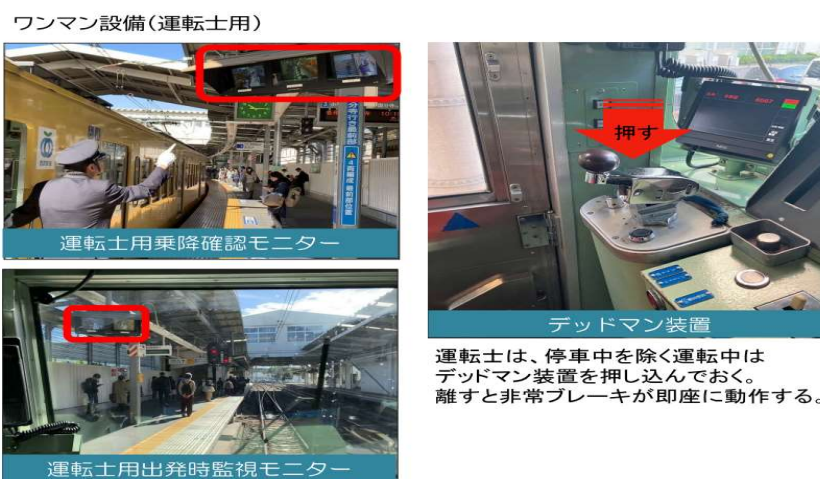 ワンマン設備(運転士用)
運転士用乗降確認モニター
押す
デッドマン装置
運転士は、停車中を除く運転中は
デッドマン装置を押し込んでおく。
離すと非常ブレーキが即座に動作する。
運転士用出発時監視モニター